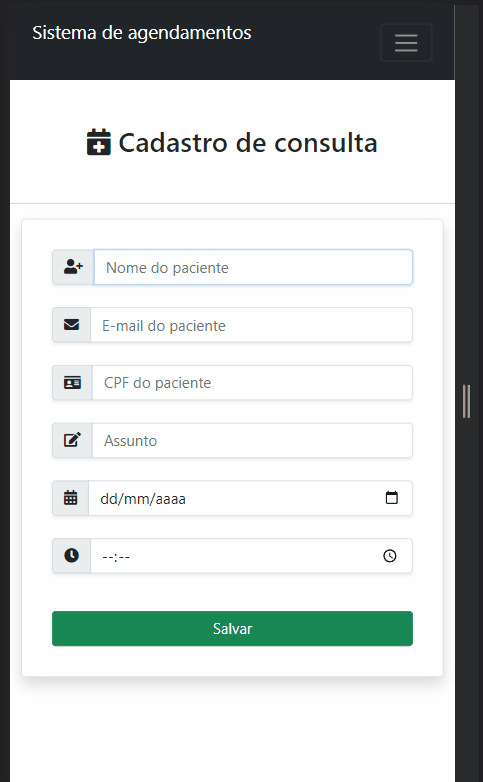 Sistema de agendamentos
Cadastro de consulta
Nome do paciente
E-mail do paciente
CPF do paciente
Assunto
dd/mm/aaaa
--:--
Salvar